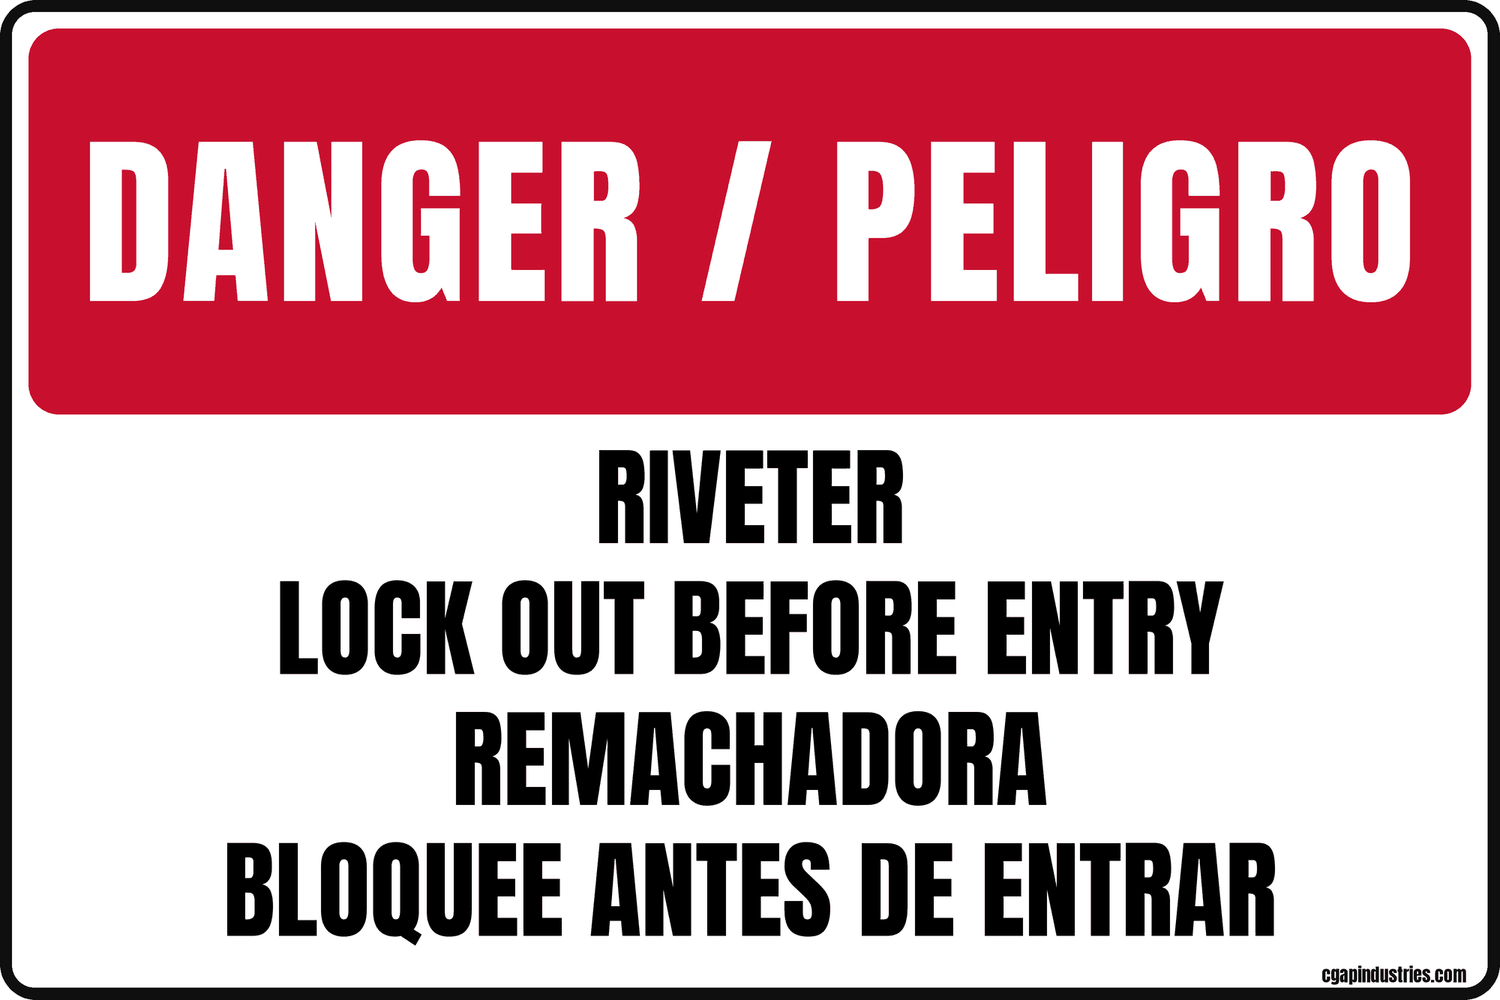 DANGER / PELIGRO
RIVETER
LOCK OUT BEFORE ENTRY
REMACHADORA
BLOQUEE ANTES DE ENTRAR
cgapindustries.com